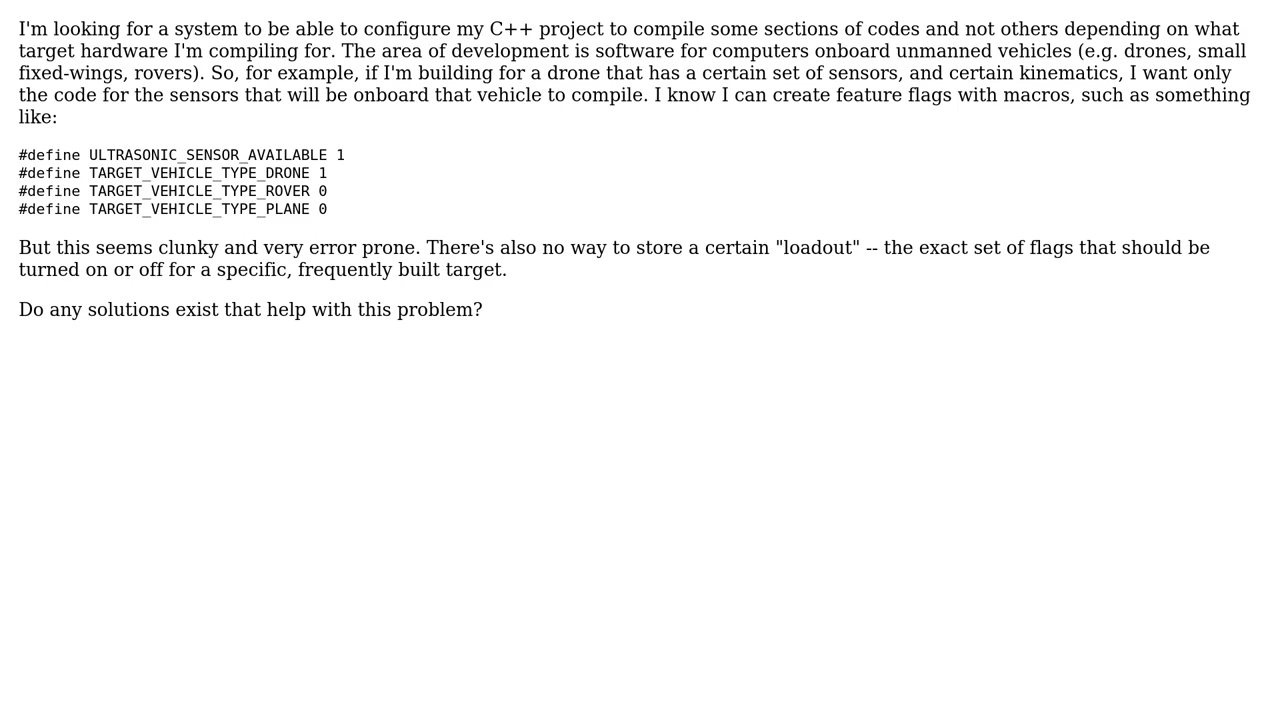 I'm looking for a system to be able to configure my C++ project to compile some sections of codes and not others depending on what
target hardware I'm compiling for. The area of development is software for computers onboard unmanned vehicles (e.g. drones, small
fixed-wings, rovers). So, for example, if I'm building for a drone that has a certain set of sensors, and certain kinematics, I want only
the code for the sensors that will be onboard that vehicle to compile. I know I can create feature flags with macros, such as something
like:
#define ULTRASONIC_SENSOR_AVAILABLE 1
#define TARGET_VEHICLE_TYPE_DRONE 1
#define TARGET_VEHICLE_TYPE_ROVER 0
#define TARGET_VEHICLE_TYPE_PLANE 0
But this seems clunky and very error prone. There's also no way to store a certain "loadout" -- the exact set of flags that should be
turned on or off for a specific, frequently built target.
Do any solutions exist that help with this problem?